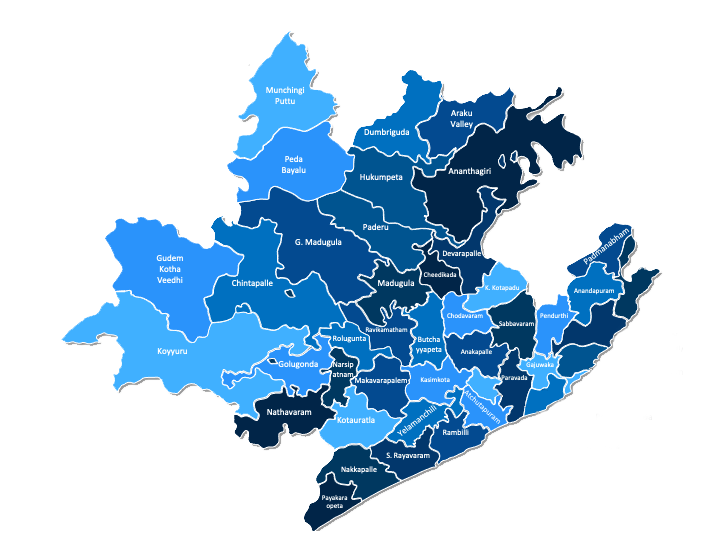 Munchingi
Puttu
Araku
Valley
Dumbriguda
Peda
Bayalu
Hukumpeta
Ananthagiri
Paderu
G. Madugula
Padmanabham
Gudem
Kotha
Veedhi
Devarapalle
Cheedikada
Chintapalle
Madugula
K. Kotapadu
Anandapuram
Chodavaram
Sabbavaram
Pendurthi
Ravikamatham
Rolugunta
Butcha
yyapeta
Koyyuru
Anakapalle
Golugonda
Narsip
atnam
Gajuwaka
Makavarapalem
Kasimkota
Paravada
Atchutapuram
Nathavaram
Kotauratla
Yelamanchili
Rambilli
S. Rayavaram
Nakkapalle
Payakara
opeta